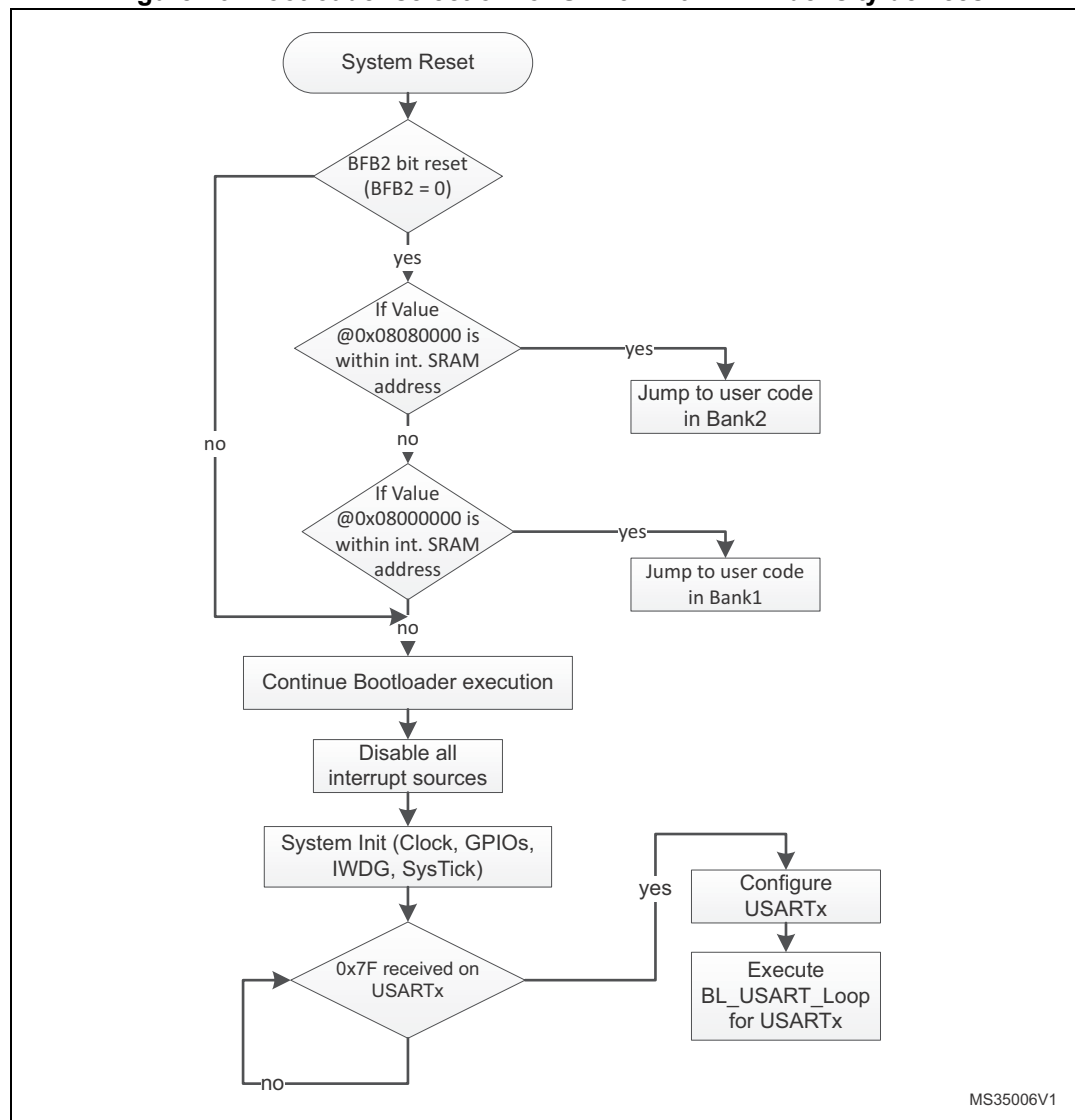 System Reset
BFB2 bit reset
(BFB2 = 0)
yes
If Value
@0x08080000 is
within int. SRAM
address
yes
Jump to user code
in Bank2
no
no
If Value
@0x08000000 is
within int. SRAM
address
yes
Jump to user code
in Bank1
no
Continue Bootloader execution
Disable all
interrupt sources
System Init (Clock, GPIOs,
IWDG, SysTick)
yes
Configure
USARTx
0x7F received on
USARTx
Execute
BL_USART_Loop
for USARTx
no
MS35006V1